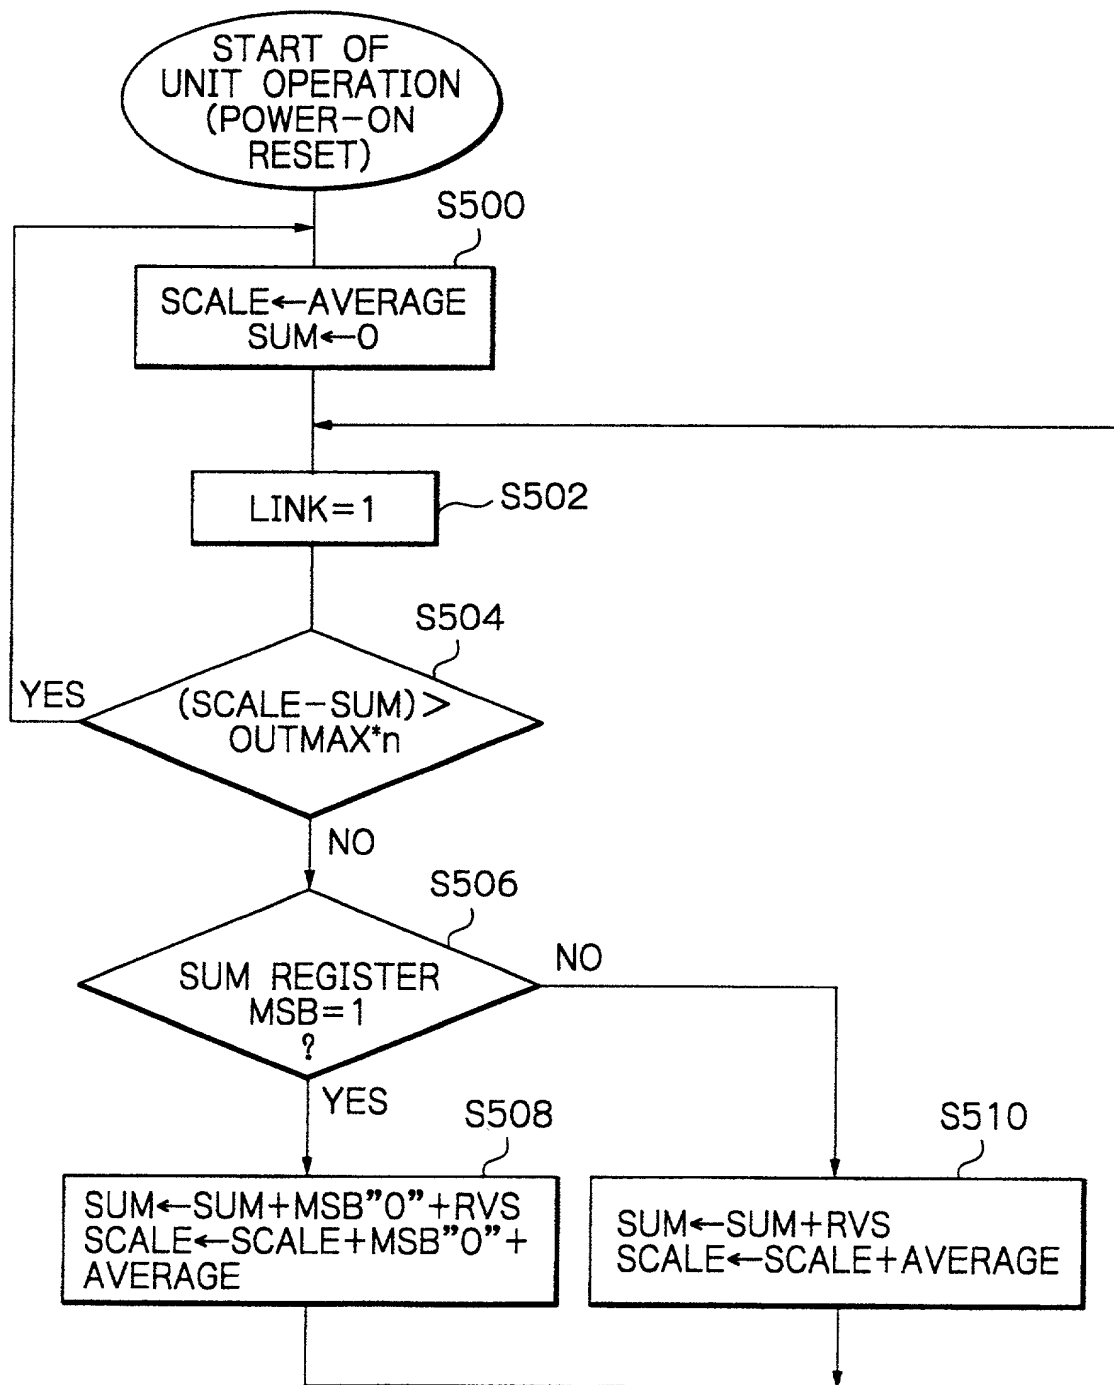 START OF
UNIT OPERATION
(POWER-ON
RESET)
S500
SCALE←AVERAGE
SUM←0
LINK=1
S502
S504
YES
(SCALE-SUM)>
OUTMAX*n
NO
S506
SUM REGISTER
MSB=1
?
NO
YES
S508
SUM←SUM+MSB"0"+RVS
SCALE←SCALE+MSB"0"+
AVERAGE
S510
SUM←SUM+RVS
SCALE←SCALE+AVERAGE